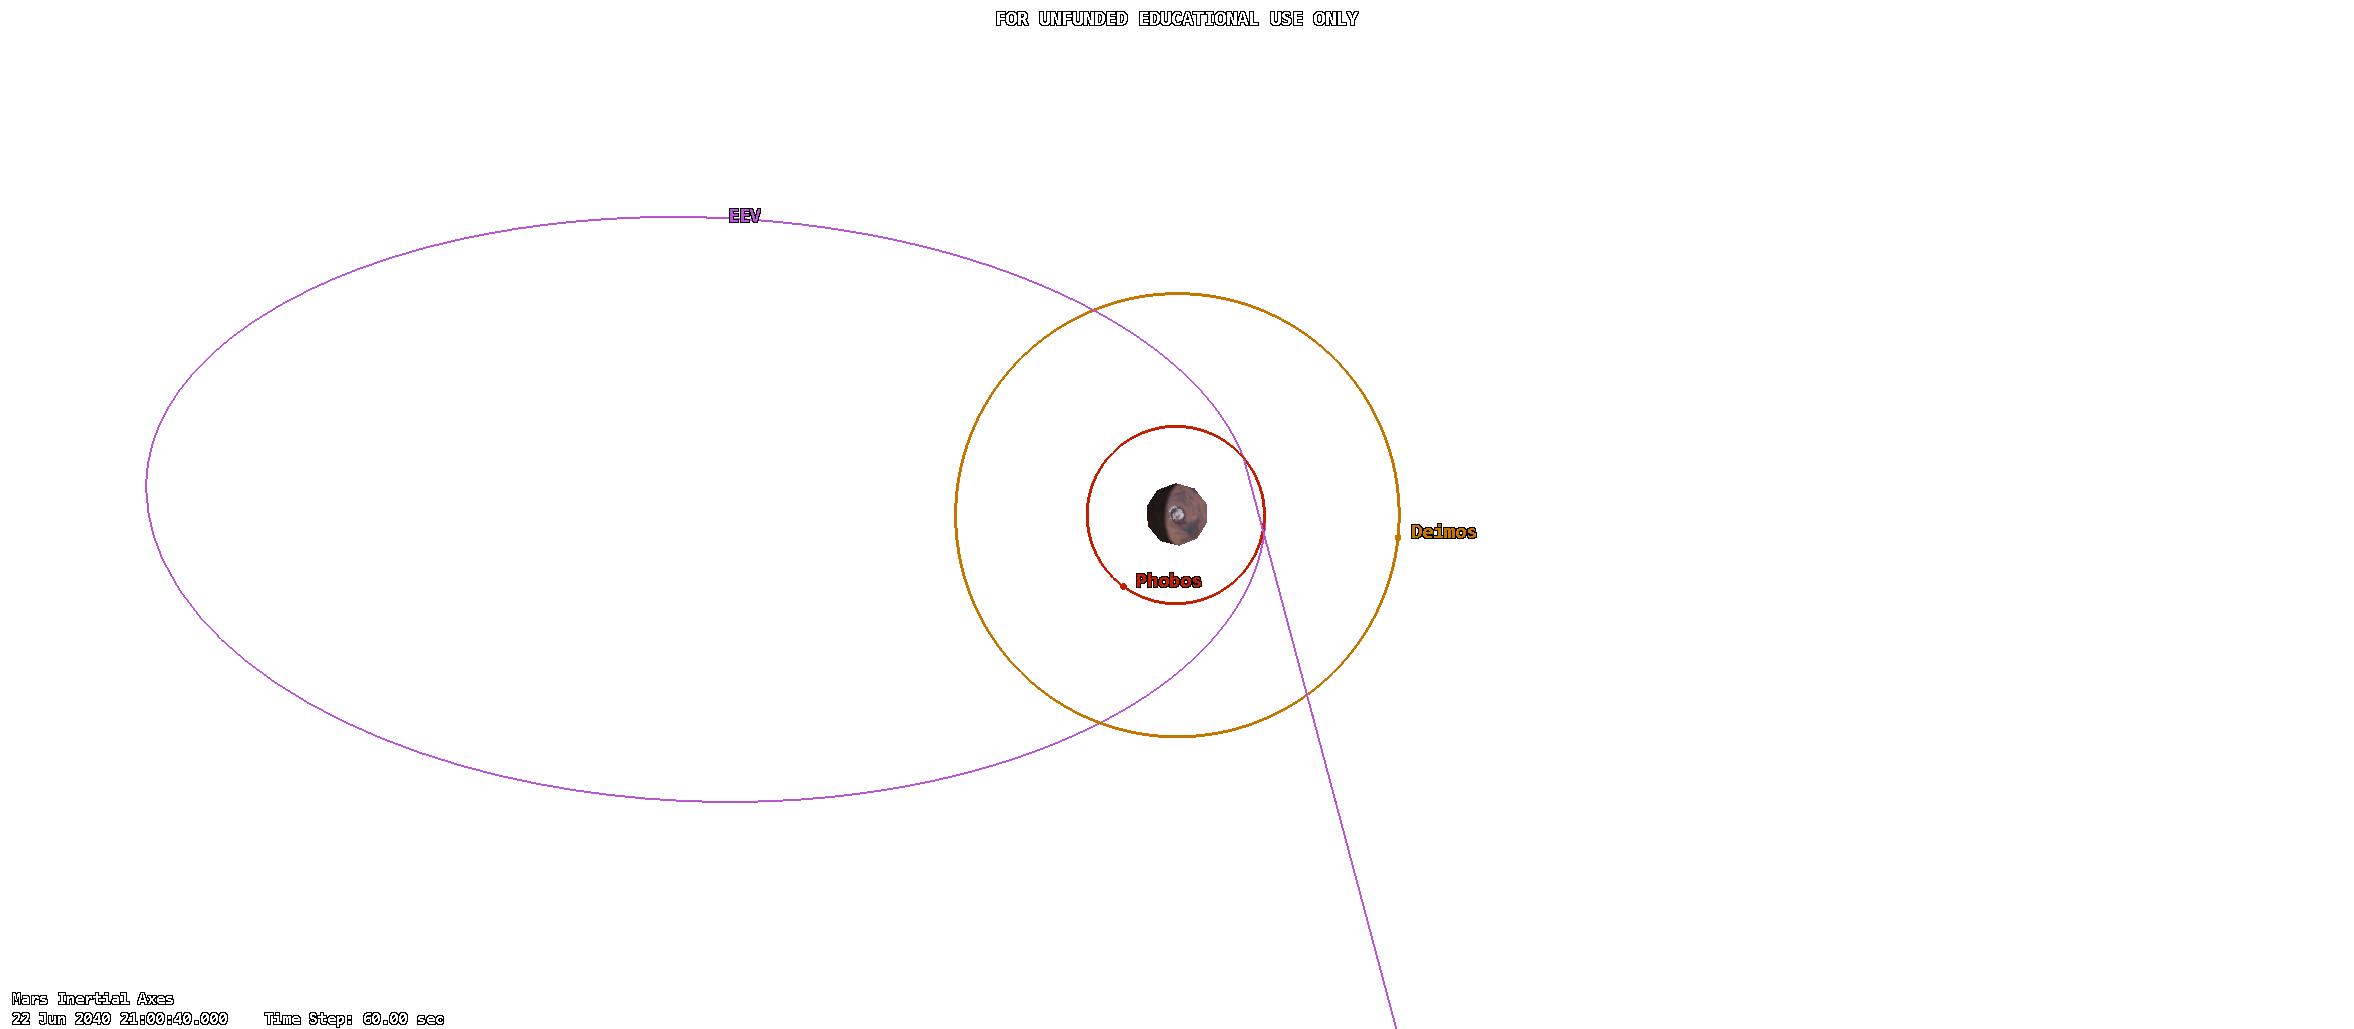 FOR UNFUNDED EDUCATIONAL USE ONLY
EEV
Deimos
Phobos
Mars Inertial Axes
22 Jun 2040 21:00:40.000 Time Step: 60.00 sec